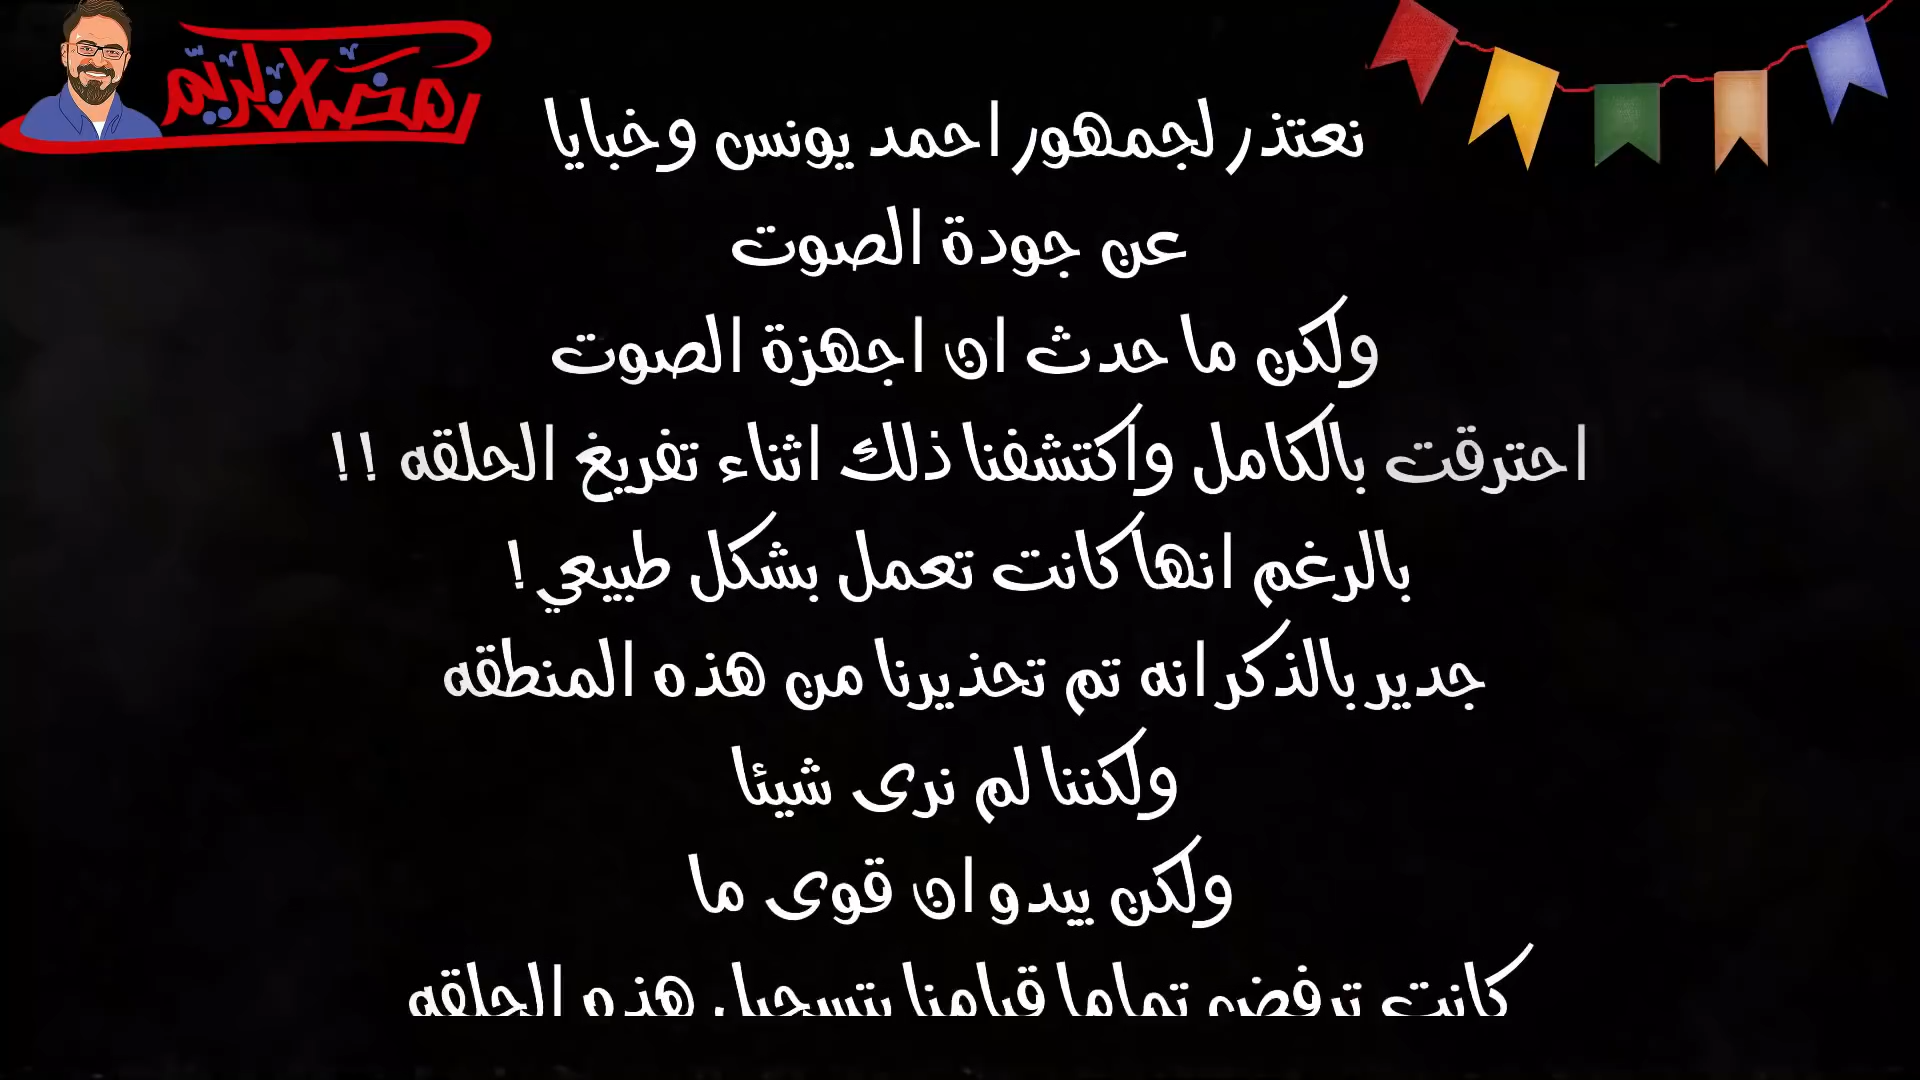 رمضان كريم
نعتذر لجمهور احمد يونس وخبايا
عن جودة الصوت
ولكن ما حدث ان اجهزة الصوت
احترقت بالكامل واكتشفنا ذلك اثناء تفريغ الحلقه !!
بالرغم انها كانت تعمل بشكل طبيعي !
جدير بالذكر انه تم تحذيرنا من هذه المنطقه
ولكننا لم نرى شيئا
ولكن يبدو ان قوى ما
كانت ترفض تماما قيامنا بتسجيل هذه الحلقه